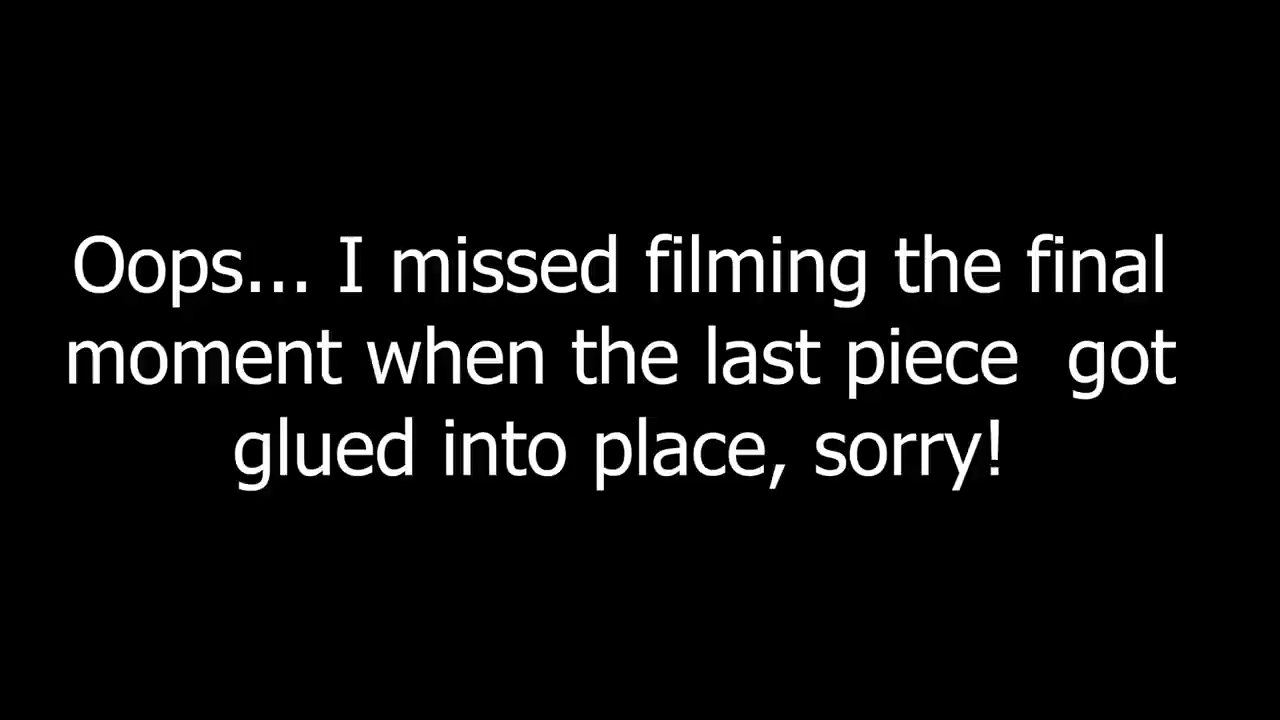 Oops... I missed filming the final
moment when the last piece  got
glued into place, sorry!